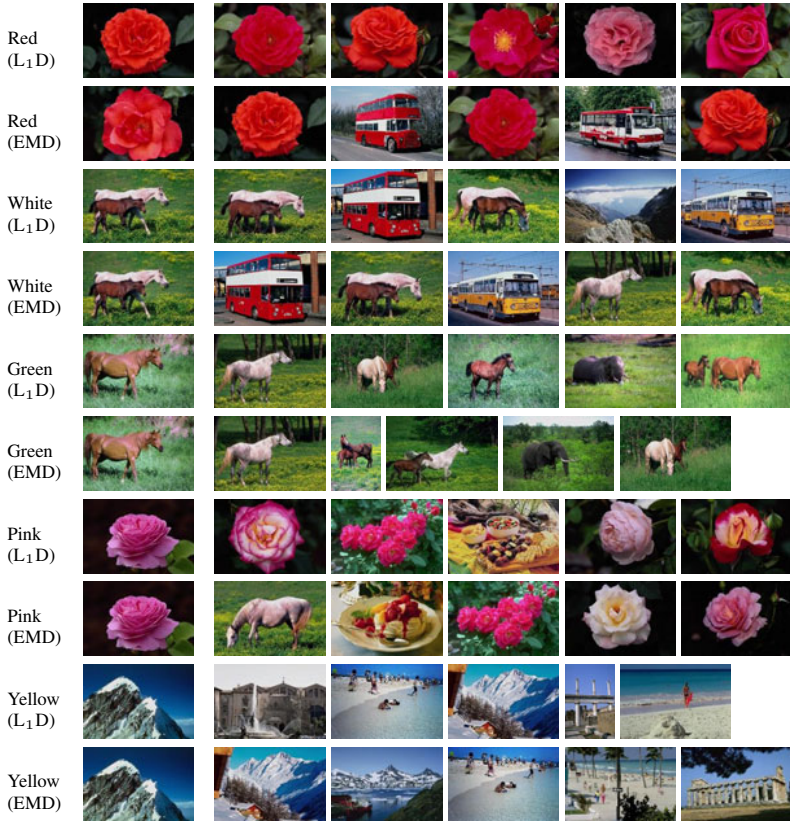 Red
(L₁D)
Red
(EMD)
White
(L₁D)
White
(EMD)
Green
(L₁D)
Green
(EMD)
Pink
(L₁D)
Pink
(EMD)
Yellow
(L₁D)
Yellow
(EMD)